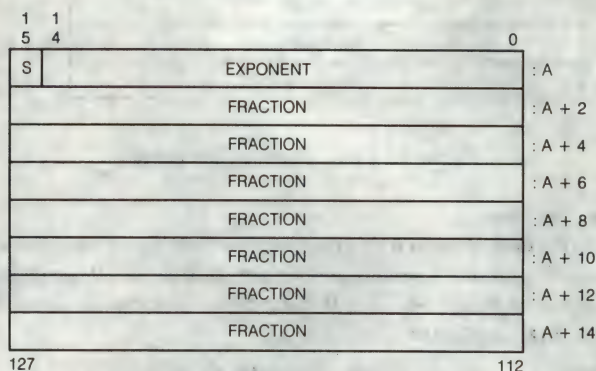 1 1
5 4 0
S EXPONENT : A
FRACTION : A + 2
FRACTION : A + 4
FRACTION : A + 6
FRACTION : A + 8
FRACTION : A + 10
FRACTION : A + 12
FRACTION : A + 14
127 112